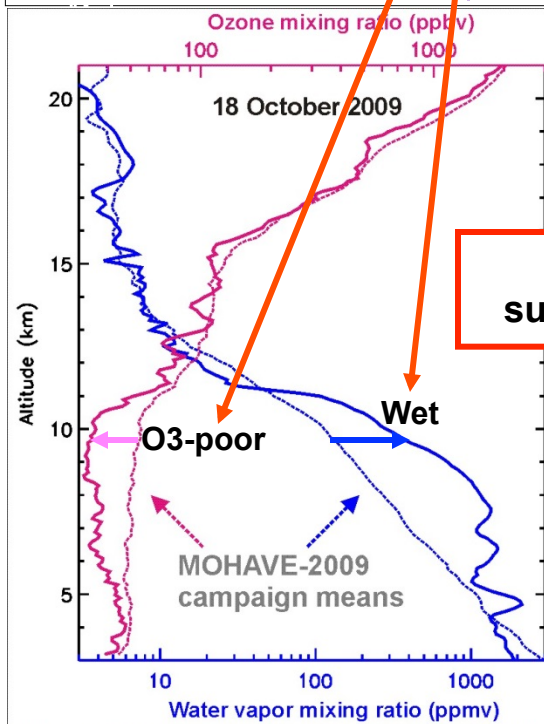 Ozone mixing ratio (ppbv)
100
1000
18 October 2009
20
15
su
Altitude (km)
Wet
10
O3-poor
MOHAVE-2009
campaign means
5
10
100
1000
Water vapor mixing ratio (ppmv)